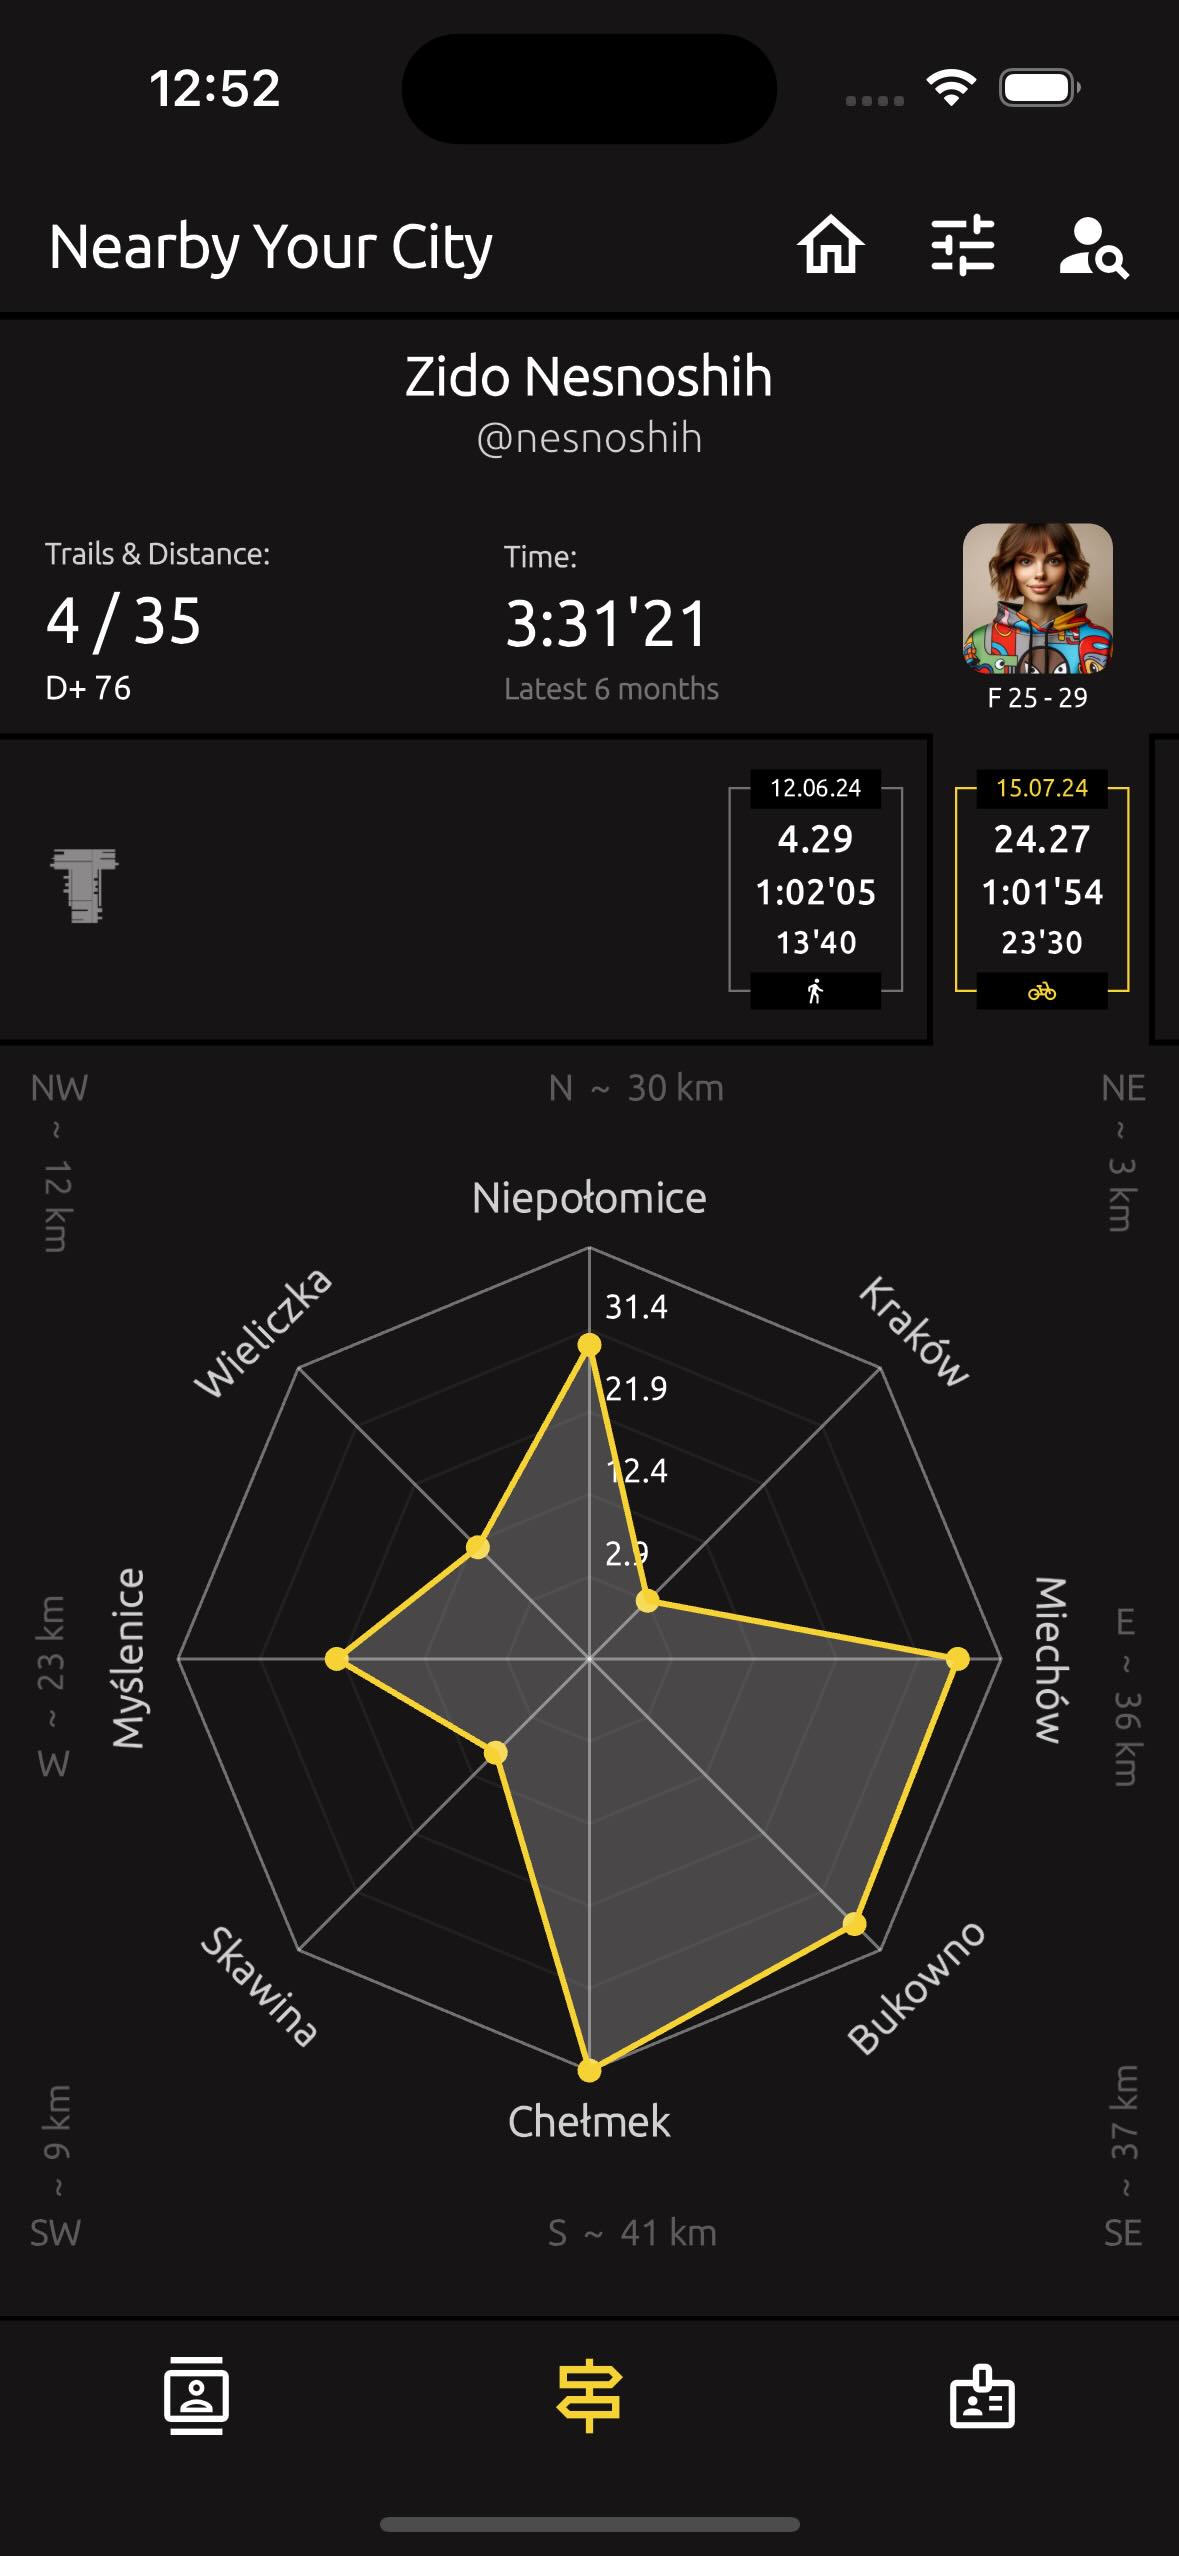 12:52
Nearby Your City
Zido Nesnoshih
@nesnoshih
Trails & Distance:
4 / 35
D+ 76
Time:
3:31'21
Latest 6 months
F 25 - 29
12.06.24
4.29
1:02'05
13'40
15.07.24
24.27
1:01'54
23'30
NW ~ 12 km
N ~ 30 km
NE ~ 3 km
Niepołomice
Wieliczka
Kraków
31.4
21.9
12.4
2.9
Myślenice
W ~ 23 km
Miechów
E ~ 36 km
Skawina
Bukowno
Chełmek
SW ~ 9 km
S ~ 41 km
SE ~ 37 km